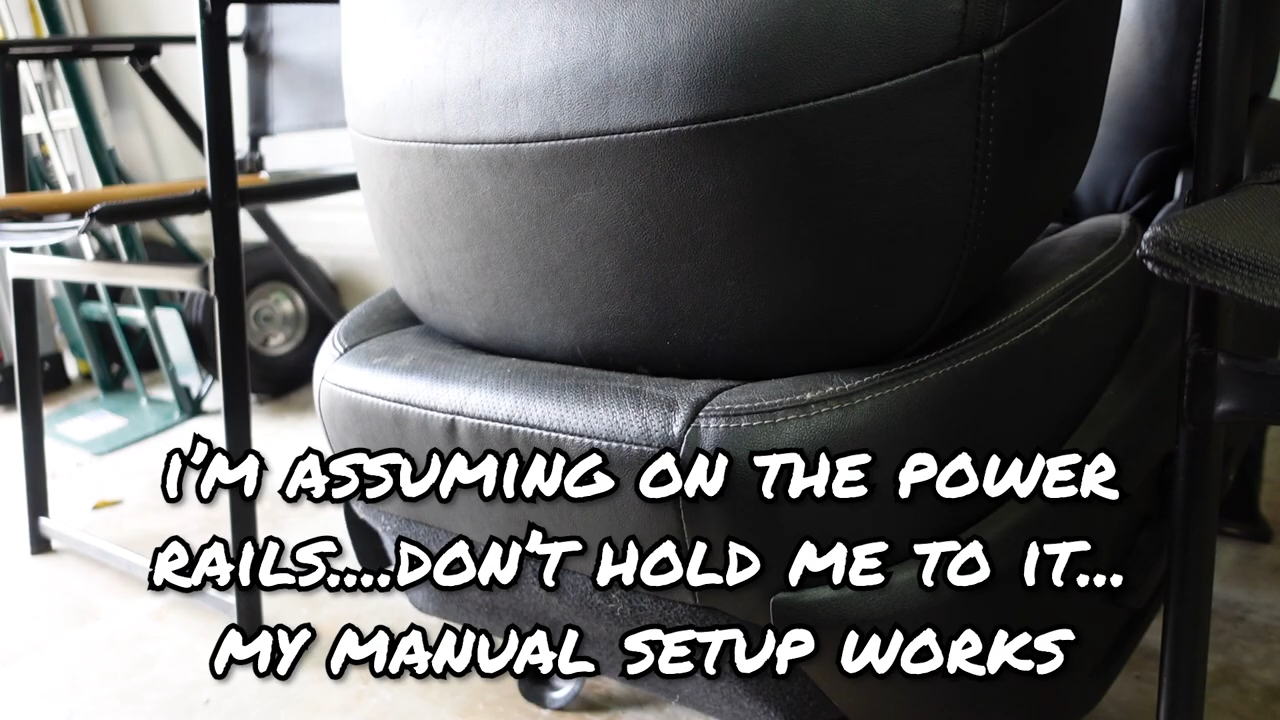 I'M ASSUMING ON THE POWER
RAILS....DON'T HOLD ME TO IT...
MY MANUAL SETUP WORKS